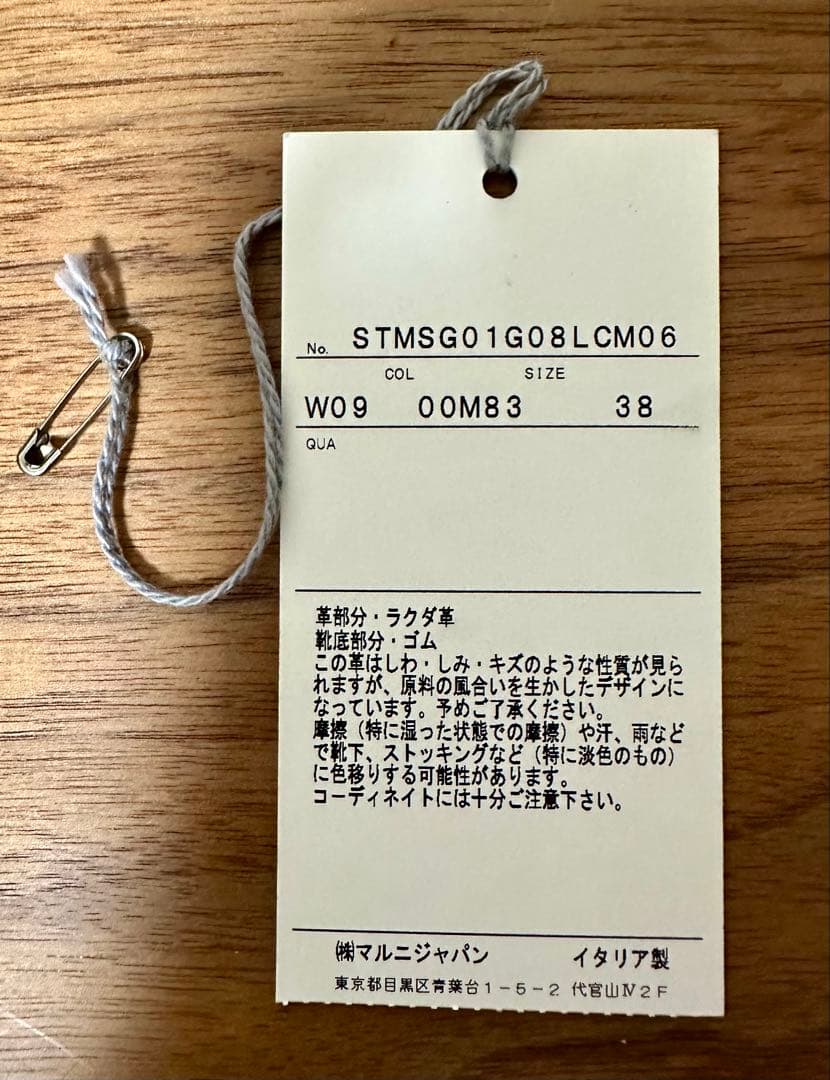 No. STMSG01G08LCM06
COL SIZE
W09 00M83 38
QUA
革部分・ラクダ革
靴底部分・ゴム
この革はしわ・しみ・キズのような性質が見ら
れますが、原料の風合いを生かしたデザインに
なっています。予めご了承ください。
摩擦（特に湿った状態での摩擦）や汗、雨など
で靴下、ストッキングなど（特に淡色のもの）
に色移りする可能性があります。
コーディネイトには十分ご注意下さい。
㈱マルニジャパン イタリア製
東京都目黒区青葉台1-5-2 代官山Ⅳ2F